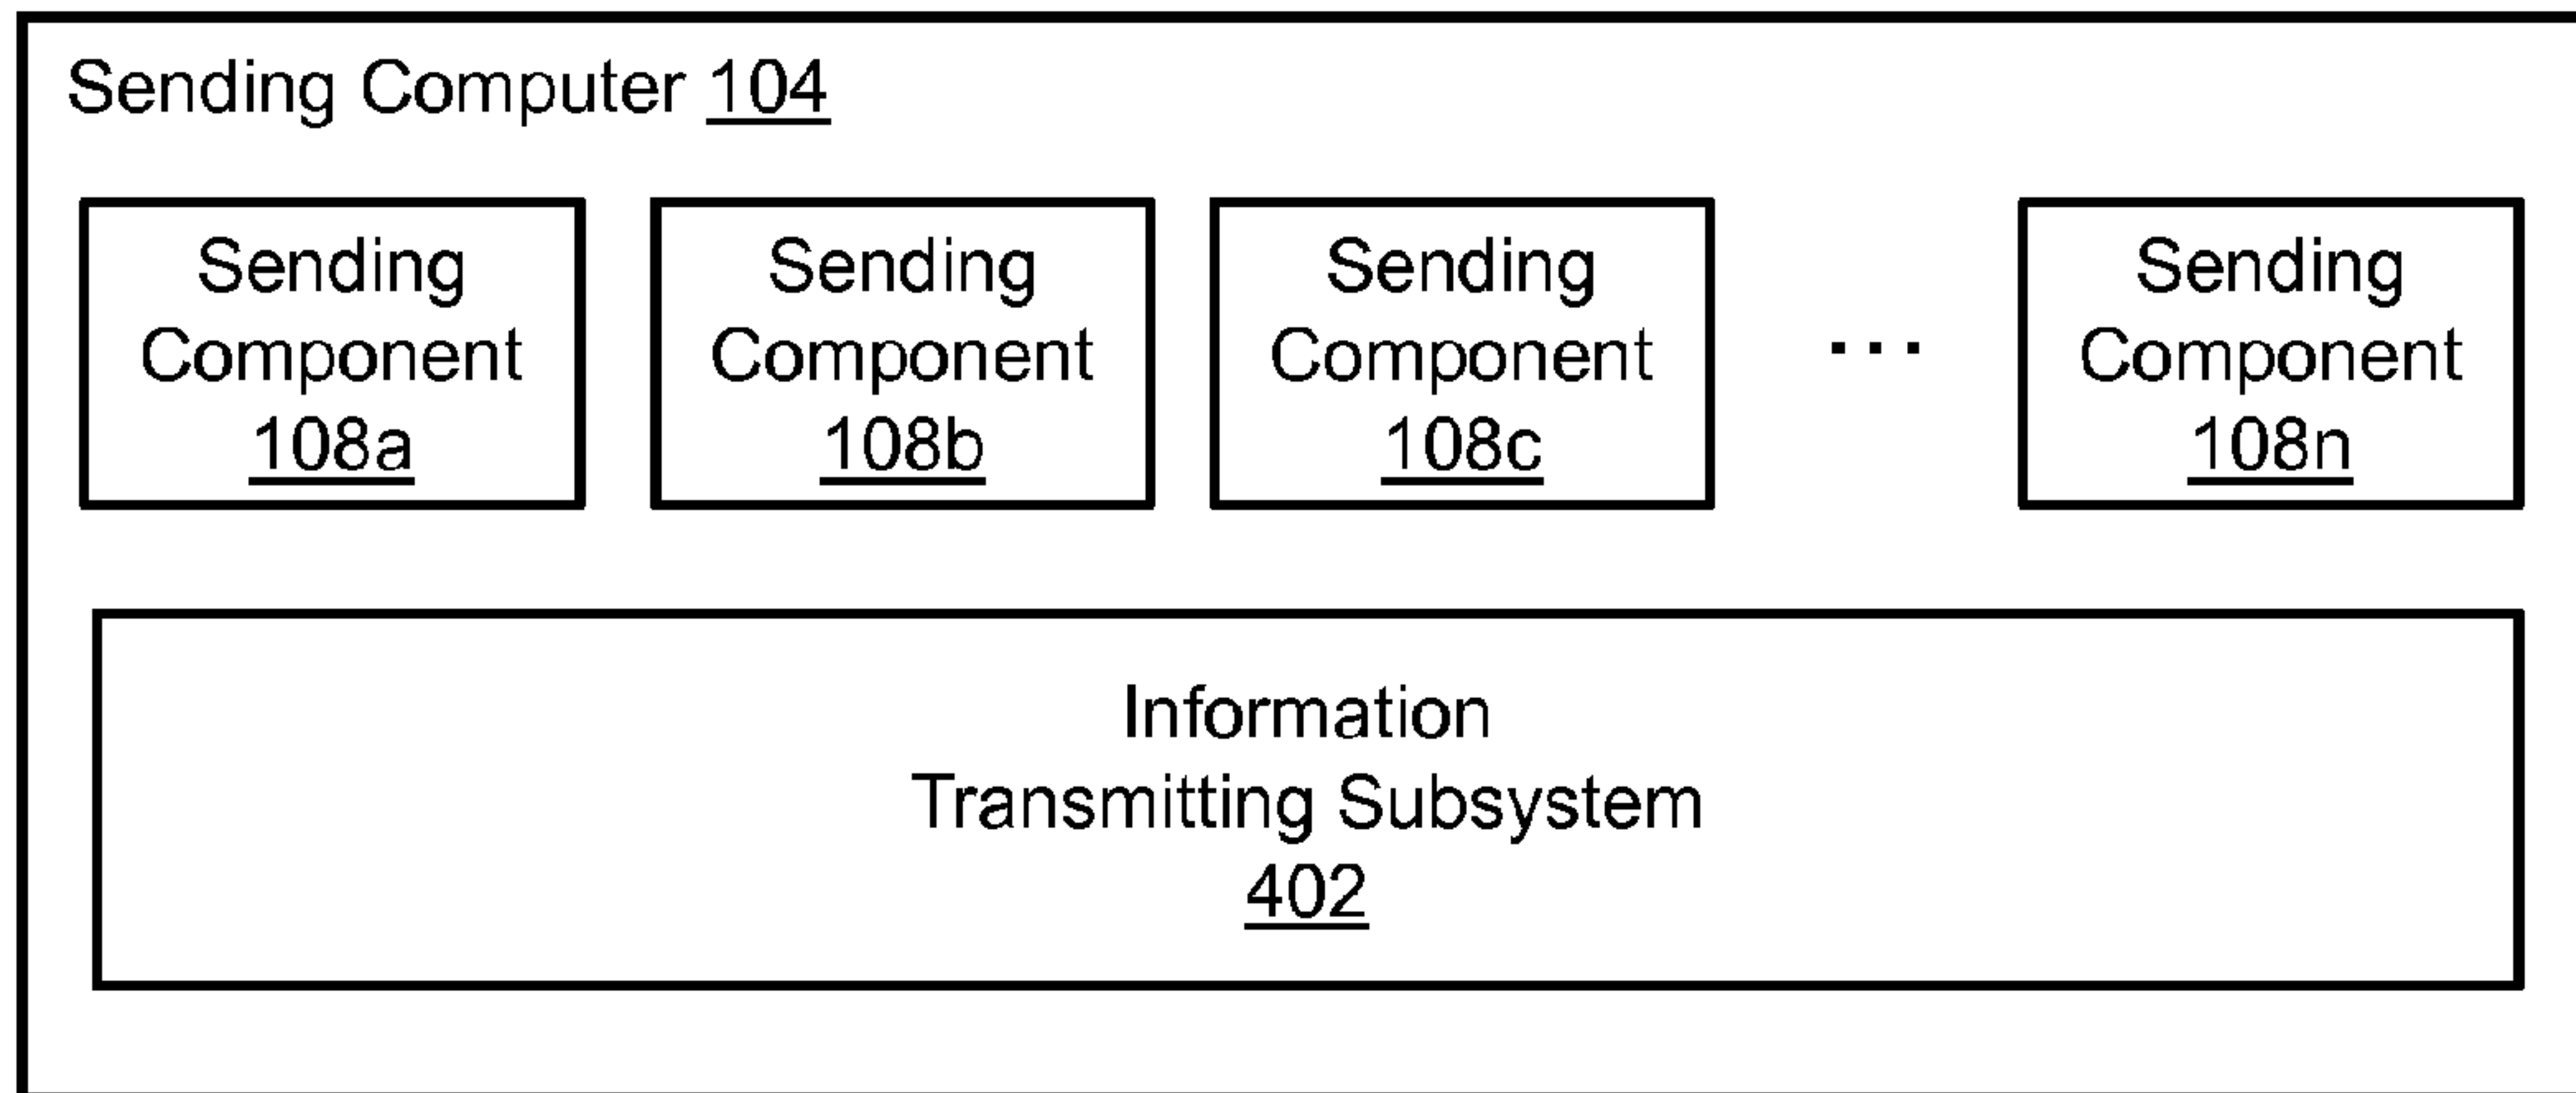 Sending Computer 104
Sending
Component
108a
Sending
Component
108b
Sending
Component
108c
...
Sending
Component
108n
Information
Transmitting Subsystem
402